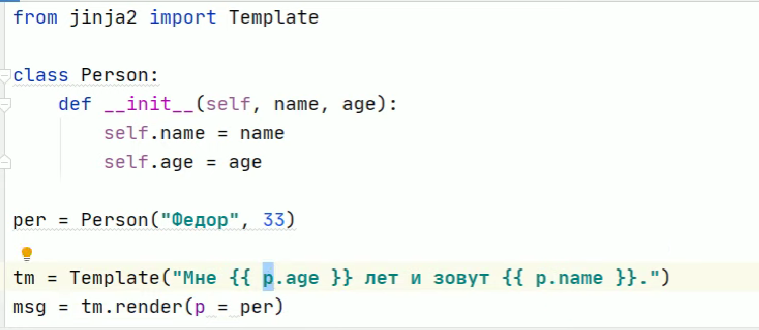 from jinja2 import Template
class Person:
def __init__(self, name, age):
self.name = name
self.age = age
per = Person("Федор", 33)
tm = Template("Мне {{ p.age }} лет и зовут {{ p.name }}.")
msg = tm.render(p = per)